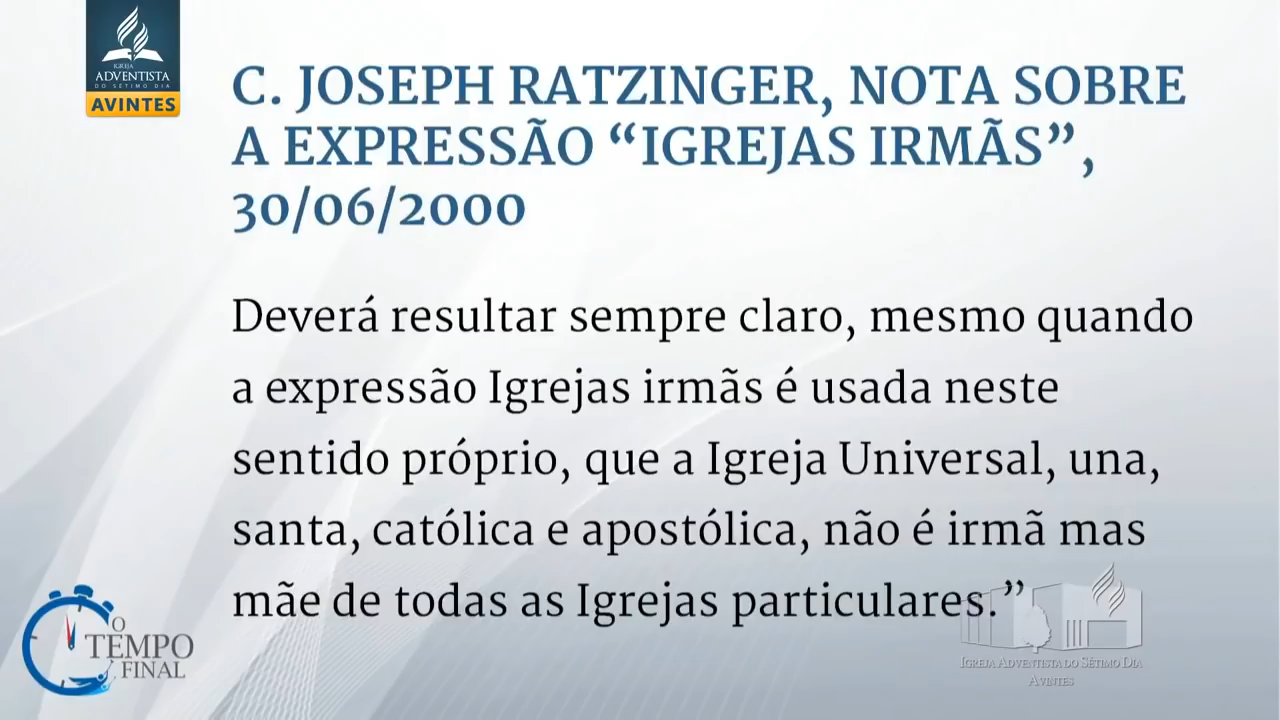 IGREJA
ADVENTISTA
DO SÉTIMO DIA
AVINTES
C. JOSEPH RATZINGER, NOTA SOBRE
A EXPRESSÃO “IGREJAS IRMÃS”,
30/06/2000
Deverá resultar sempre claro, mesmo quando
a expressão Igrejas irmãs é usada neste
sentido próprio, que a Igreja Universal, una,
santa, católica e apostólica, não é irmã mas
mãe de todas as Igrejas particulares.”
O
TEMPO
FINAL
IGREJA ADVENTISTA DO SÉTIMO DIA
AVINTES